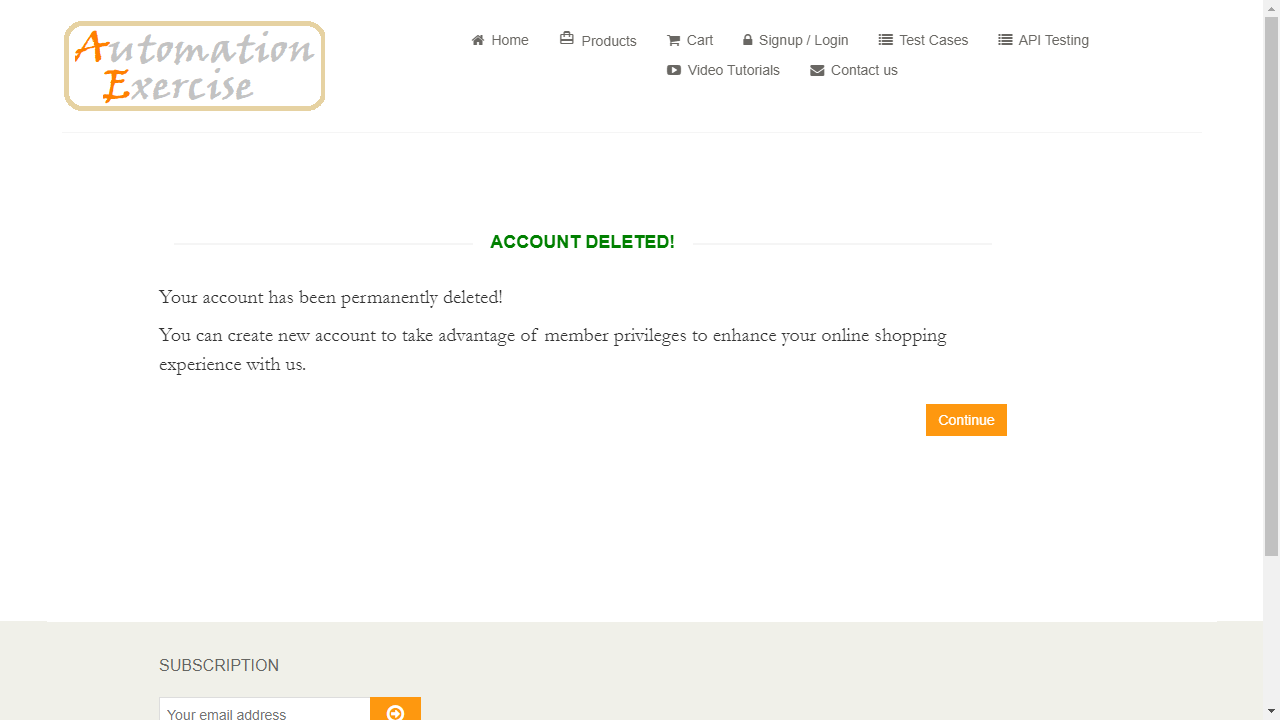 Automation
Exercise
Home
Products
Cart
Signup / Login
Test Cases
API Testing
Video Tutorials
Contact us
ACCOUNT DELETED!
Your account has been permanently deleted!
You can create new account to take advantage of member privileges to enhance your online shopping
experience with us.
Continue
SUBSCRIPTION
Your email address